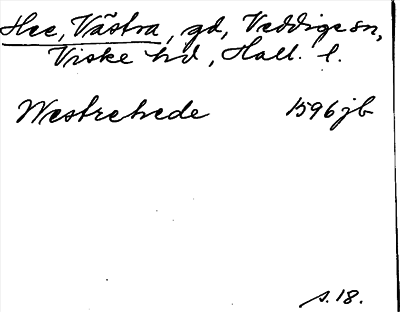 Hee, Västra, gd, Veddige sn,
Viske hd, Hall. l.
Westrehede 1596 jb
s. 18.